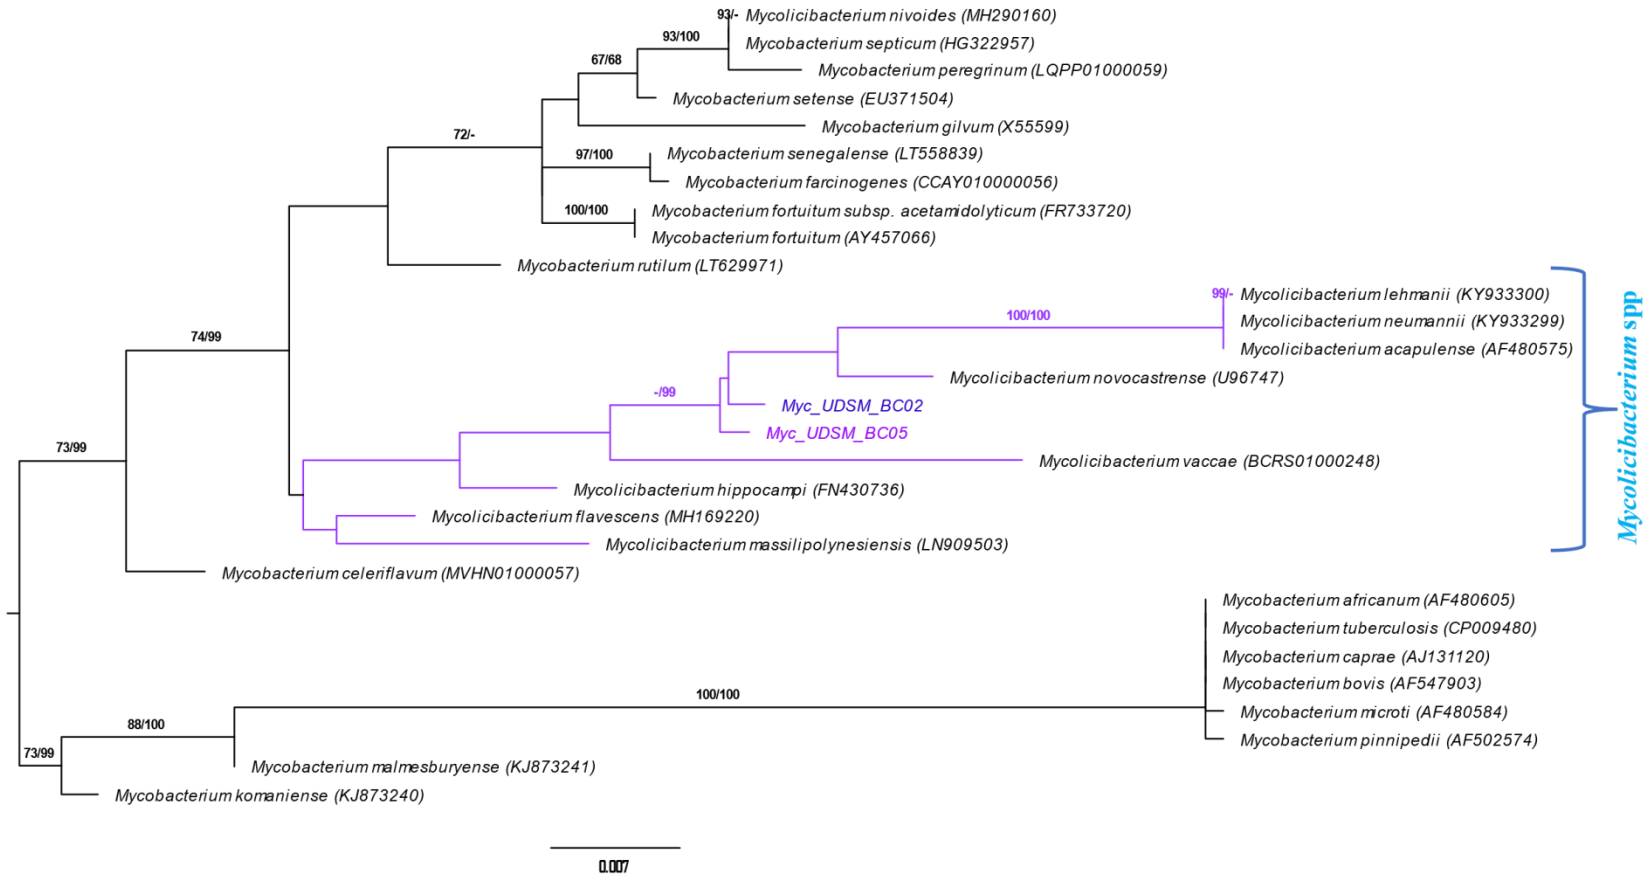 93/- Mycolicibacterium nivoides (MH290160)
93/100 Mycobacterium septicum (HG322957)
67/68 Mycobacterium peregrinum (LQPP01000059)
Mycobacterium setense (EU371504)
72/- Mycobacterium gilvum (X55599)
97/100 Mycobacterium senegalense (LT558839)
Mycobacterium farcinogenes (CCAY010000056)
100/100 Mycobacterium fortuitum subsp. acetamidolyticum (FR733720)
Mycobacterium fortuitum (AY457066)
Mycobacterium rutilum (LT629971)
99/- Mycolicibacterium lehmanii (KY933300)
100/100 Mycolicibacterium neumannii (KY933299)
74/99 Mycolicibacterium acapulense (AF480575)
Mycolicibacterium novocastrense (U96747)
-/99 Myc_UDSM_BC02
Myc_UDSM_BC05
73/99 Mycolicibacterium vaccae (BCRS01000248)
Mycolicibacterium hippocampi (FN430736)
Mycolicibacterium flavescens (MH169220)
Mycolicibacterium massilipolynesiensis (LN909503)
Mycolicibacterium spp
Mycobacterium celeriflavum (MVHN01000057)
Mycobacterium africanum (AF480605)
Mycobacterium tuberculosis (CP009480)
Mycobacterium caprae (AJ131120)
Mycobacterium bovis (AF547903)
100/100 Mycobacterium microti (AF480584)
88/100 Mycobacterium pinnipedii (AF502574)
73/99 Mycobacterium malmesburyense (KJ873241)
Mycobacterium komaniense (KJ873240)
0.007